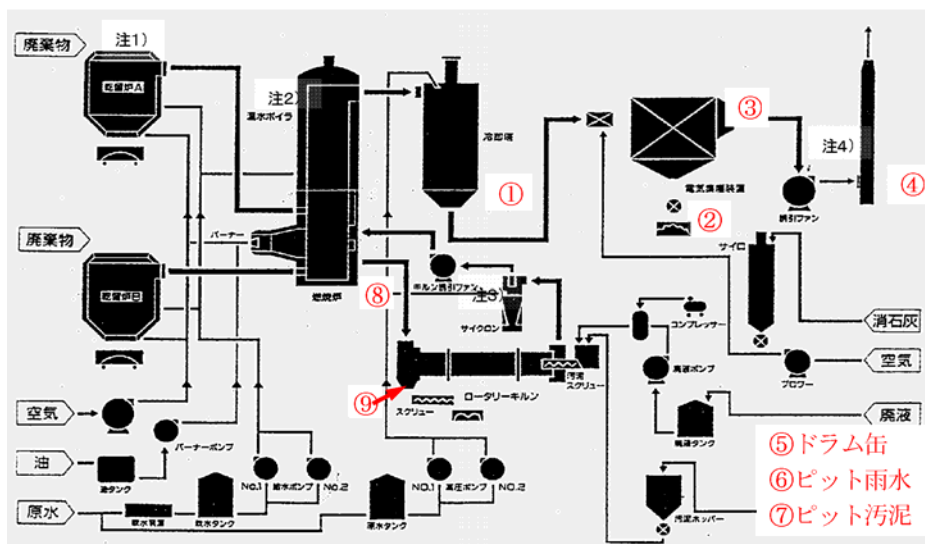 廃棄物
注1)
乾留炉A
注2)
温水ボイラ
冷却塔
①
③
電気集塵装置
②
注4)
誘引ファン
④
廃棄物
バーナー
乾留炉B
燃焼炉
⑧
キルン誘引ファン
注3)
サイクロン
サイロ
コンプレッサー
消石灰
汚泥
スクリュー
廃液ポンプ
ブロワー
空気
⑨
スクリュー
ロータリーキルン
廃液タンク
廃液
空気
バーナーポンプ
油
油タンク
No.1
給水ポンプ
No.2
NO.1
高圧ポンプ
NO.2
原水
軟水装置
軟水タンク
原水タンク
汚泥ホッパー
⑤ドラム缶
⑥ピット雨水
⑦ピット汚泥